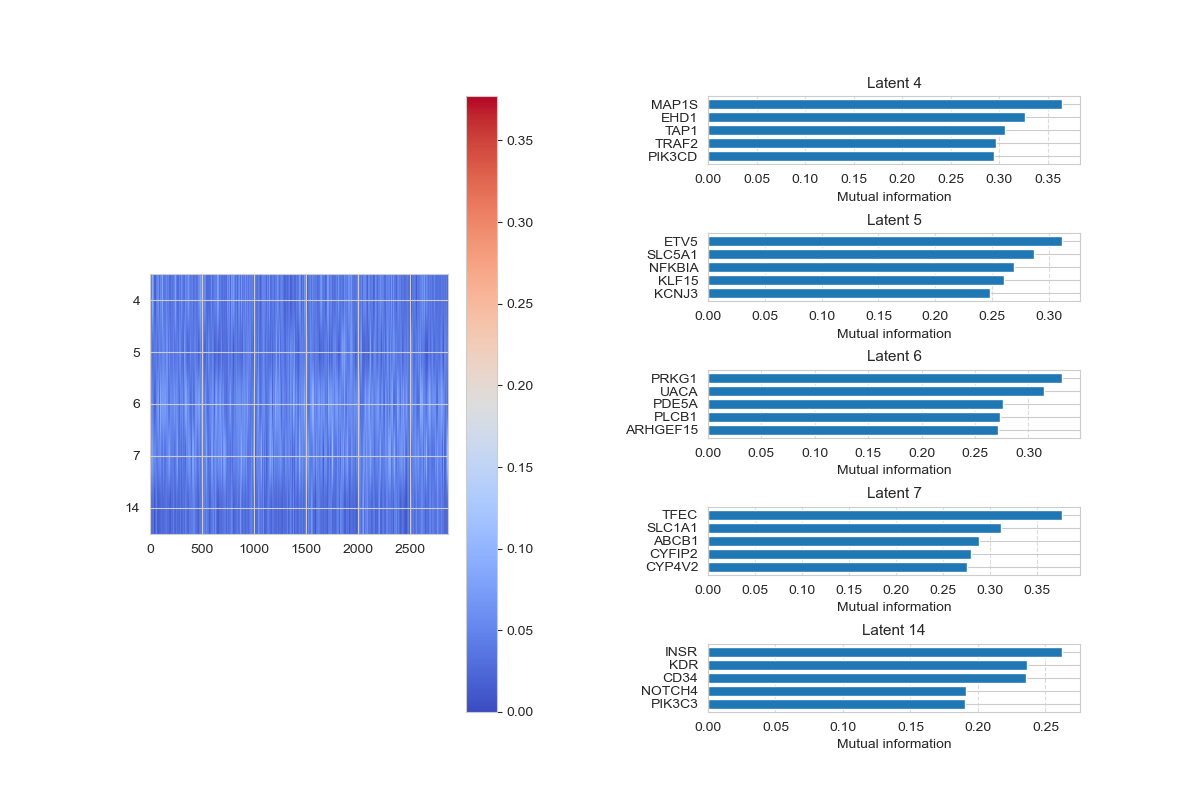 0.35
0.30
0.25
0.20
0.15
0.10
0.05
0.00
4
5
6
7
14
0 500 1000 1500 2000 2500
Latent 4
MAP1S
EHD1
TAP1
TRAF2
PIK3CD
0.00 0.05 0.10 0.15 0.20 0.25 0.30 0.35
Mutual information
Latent 5
ETV5
SLC5A1
NFKBIA
KLF15
KCNJ3
0.00 0.05 0.10 0.15 0.20 0.25 0.30
Mutual information
Latent 6
PRKG1
UACA
PDE5A
PLCB1
ARHGEF15
0.00 0.05 0.10 0.15 0.20 0.25 0.30
Mutual information
Latent 7
TFEC
SLC1A1
ABCB1
CYFIP2
CYP4V2
0.00 0.05 0.10 0.15 0.20 0.25 0.30 0.35
Mutual information
Latent 14
INSR
KDR
CD34
NOTCH4
PIK3C3
0.00 0.05 0.10 0.15 0.20 0.25
Mutual information